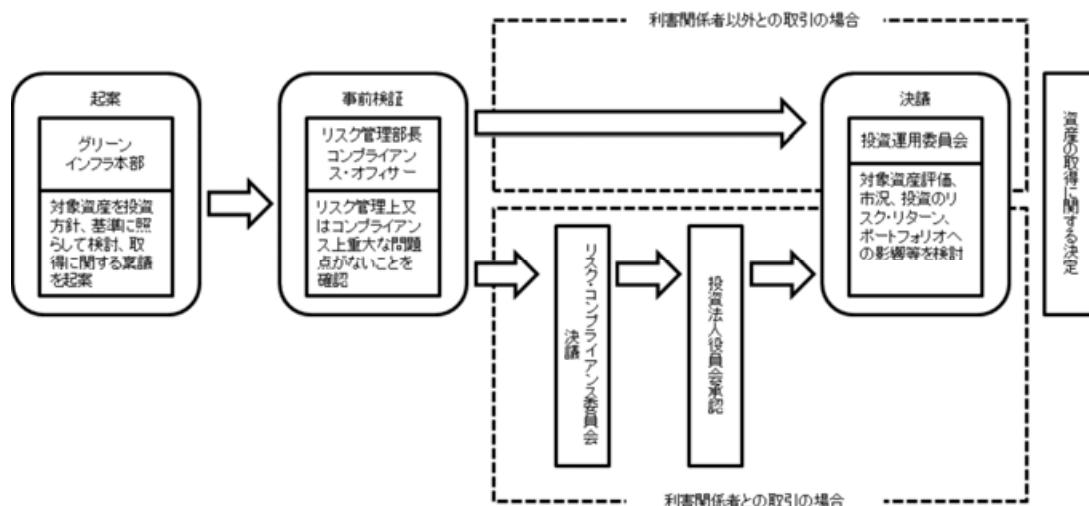 利害関係者以外との取引の場合
起案
グリーン
インフラ本部
対象資産を投資
方針、基準に照
らして検討、取
得に関する稟議
を起案
事前検証
リスク管理部長
コンプライアン
ス・オフィサー
リスク管理上又
はコンプライアン
ス上重大な問題
点がないことを
確認
リスク・コンプライアンス委員会
決議
投資法人役員会承認
決議
投資運用委員会
対象資産評価、
市況、投資のリ
スク・リターン、
ポートフォリオへ
の影響等を検討
資産の取得に関する決定
利害関係者との取引の場合